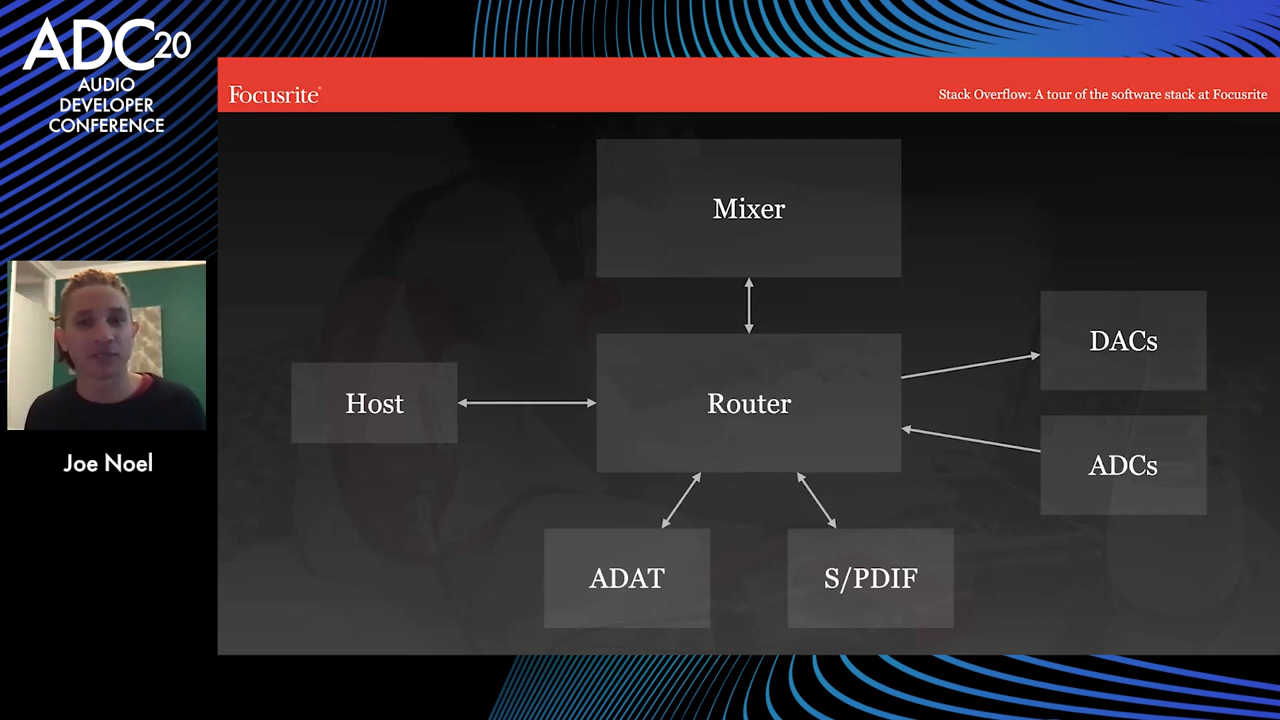 ADC20
AUDIO
DEVELOPER
CONFERENCE
Focusrite®
Stack Overflow: A tour of the software stack at Focusrite
Mixer
DACs
Host
Router
ADCs
Joe Noel
ADAT
S/PDIF